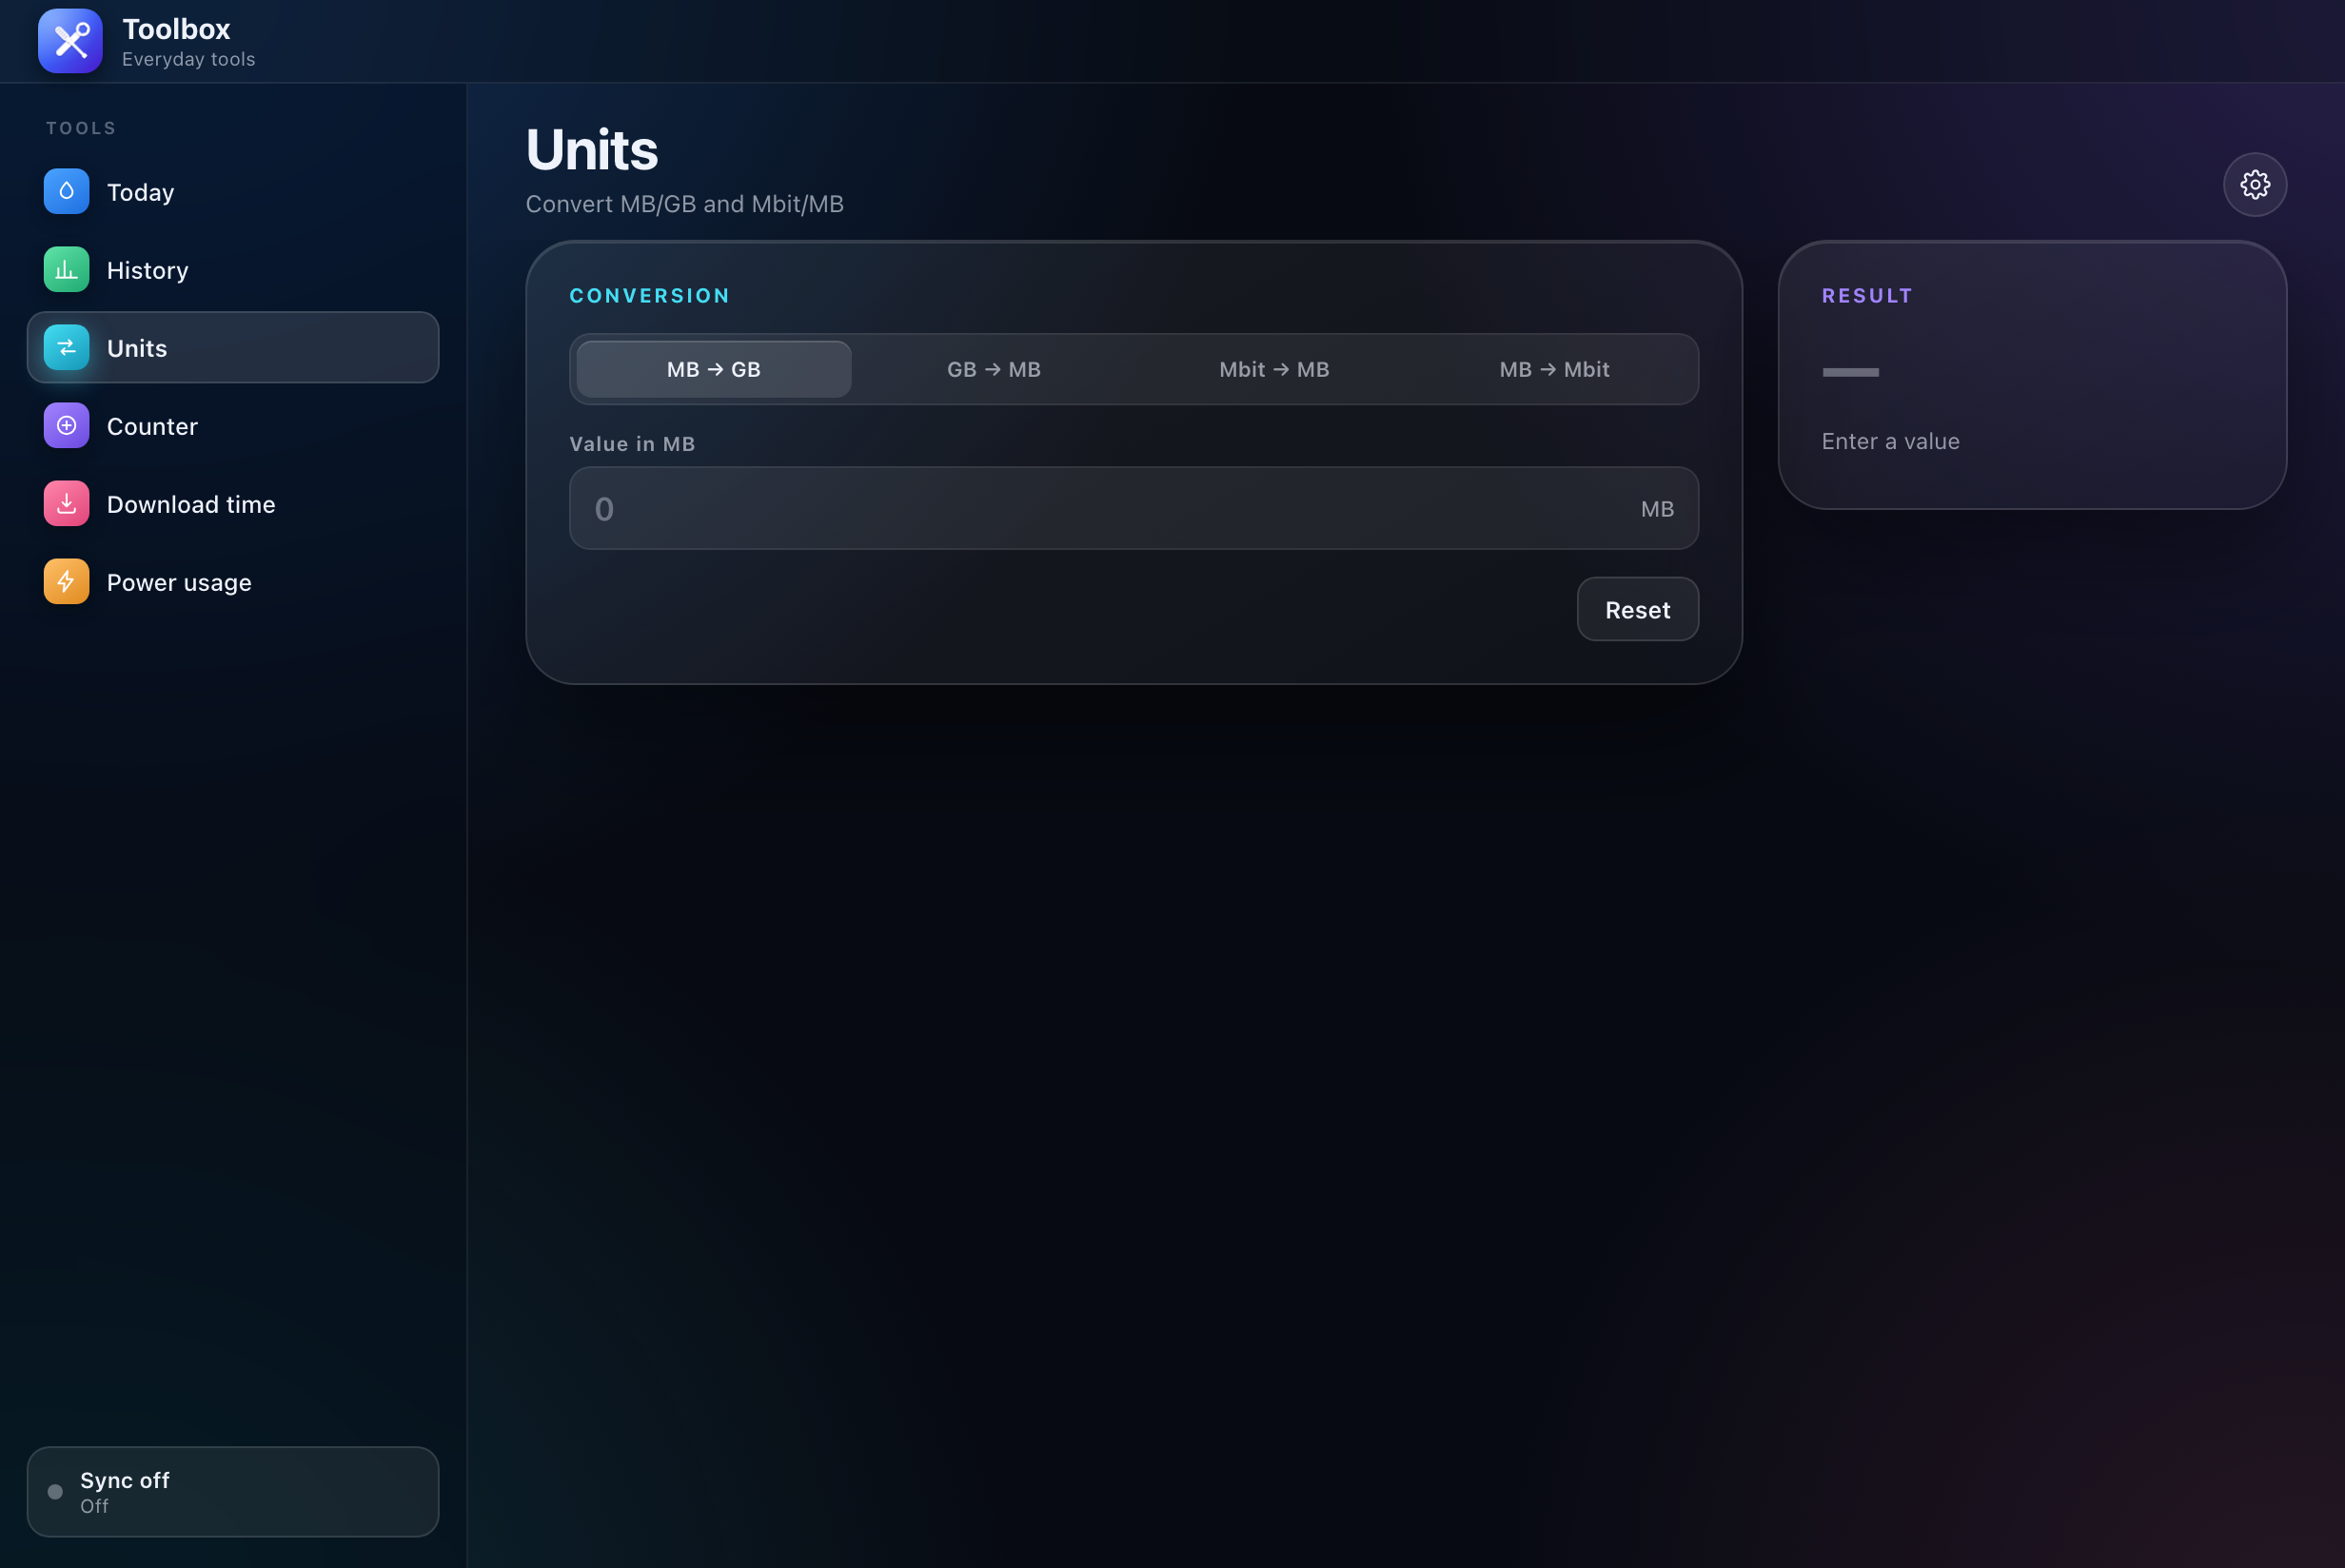 Toolbox
Everyday tools
TOOLS
Today
History
Units
Counter
Download time
Power usage
Sync off
Off
Units
Convert MB/GB and Mbit/MB
CONVERSION
MB → GB
GB → MB
Mbit → MB
MB → Mbit
Value in MB
0
MB
Reset
RESULT
—
Enter a value